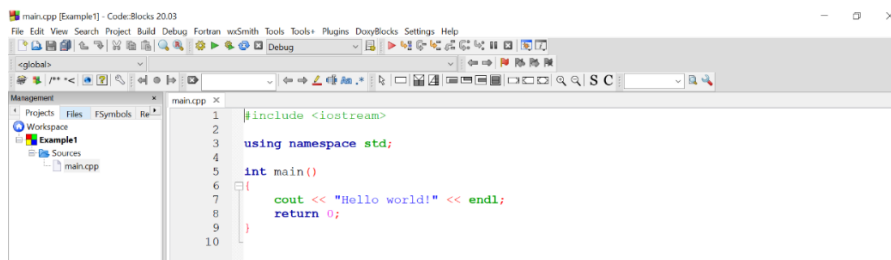 main.cpp [Example1] - Code::Blocks 20.03
File Edit View Search Project Build Debug Fortran wxSmith Tools Tools+ Plugins DoxyBlocks Settings Help
Debug
<global>
/** *<
.*
S C
Management
main.cpp
Projects Files FSymbols Re
Workspace
Example1
Sources
main.cpp
1 #include <iostream>
2
3 using namespace std;
4
5 int main()
6 {
7 cout << "Hello world!" << endl;
8 return 0;
9 }
10